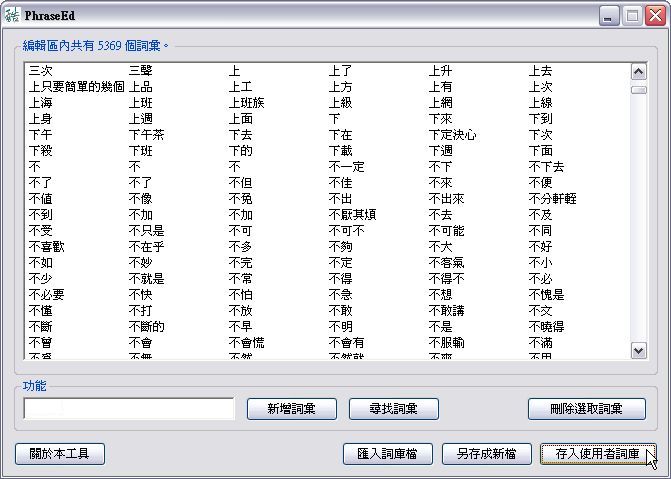 PhraseEd
編輯區內共有 5369 個詞彙。
三次 三聲 上 上了 上升 上去
上只要簡單的幾個 上品 上工 上方 上有 上次
上海 上班 上班族 上級 上網 上線
上身 上週 上面 下 下來 下到
下午 下午茶 下去 下在 下定決心 下次
下殺 下班 下的 下載 下週 下面
不 不 不 不一定 不下 不下去
不了 不了 不但 不佳 不來 不便
不值 不像 不免 不出 不出來 不分軒輊
不到 不加 不加 不厭其煩 不去 不及
不受 不只是 不可 不可不 不可能 不同
不喜歡 不在乎 不多 不夠 不大 不好
不如 不妙 不完 不定 不客氣 不小
不少 不就是 不常 不得 不得不 不必
不必要 不快 不怕 不急 不想 不愧是
不懂 不打 不放 不敢 不敢講 不文
不斷 不斷的 不早 不明 不是 不曉得
不曾 不會 不會慌 不會有 不服輸 不滿
不無 不然 不然就 不爽 不用
功能
新增詞彙 尋找詞彙 刪除選取詞彙
關於本工具 匯入詞庫檔 另存成新檔 存入使用者詞庫